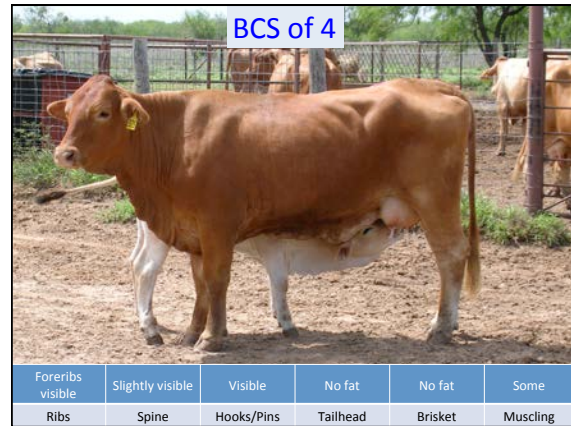 BCS of 4
Foreribs visible
Slightly visible
Visible
No fat
No fat
Some
Ribs
Spine
Hooks/Pins
Tailhead
Brisket
Muscling